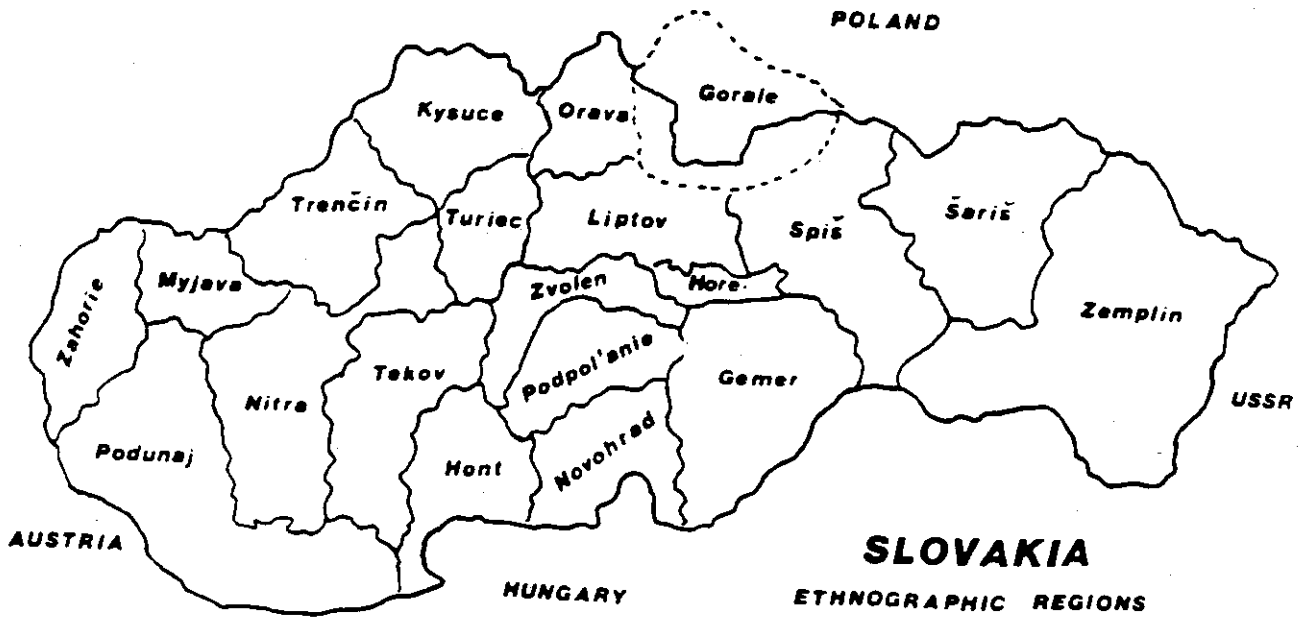 POLAND
Gorale
Kysuce
Orava
Trenčin
Turiec
Liptov
Spiš
Šariš
Zahorie
Myjava
Zvolen
Hore.
Zemplin
Tekov
Podpol'anie
Gemer
Nitra
USSR
Podunaj
Hont
Novohrad
AUSTRIA
SLOVAKIA
HUNGARY
ETHNOGRAPHIC REGIONS